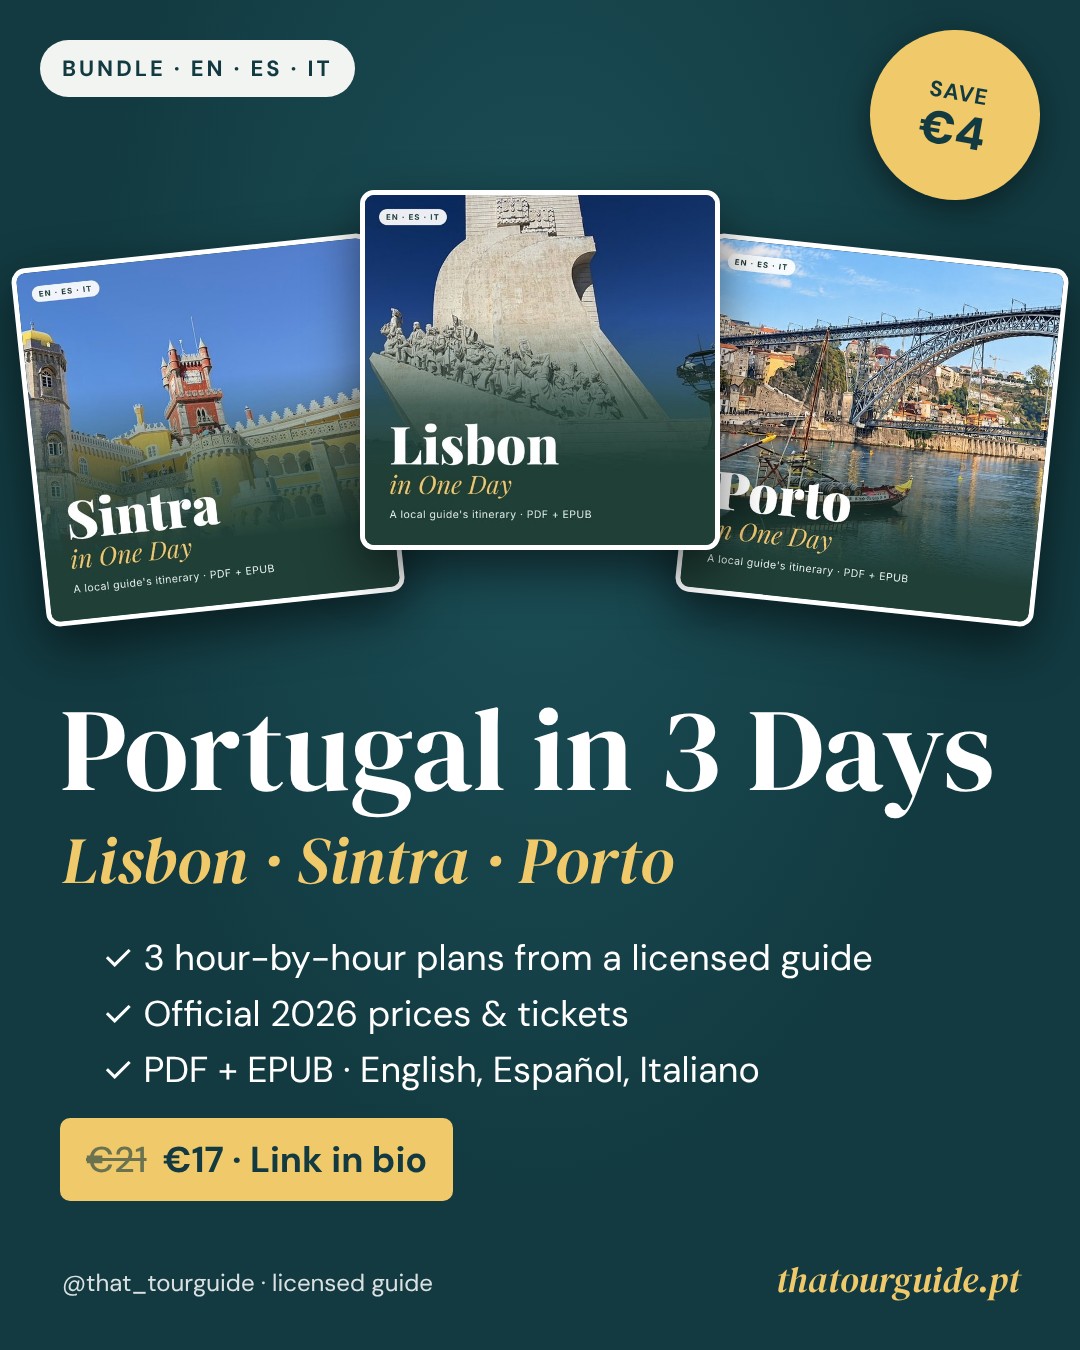 BUNDLE · EN · ES · IT
SAVE
€4
EN · ES · IT
Sintra
in One Day
A local guide's itinerary · PDF + EPUB
EN · ES · IT
Lisbon
in One Day
A local guide's itinerary · PDF + EPUB
EN · ES · IT
Porto
in One Day
A local guide's itinerary · PDF + EPUB
Portugal in 3 Days
Lisbon · Sintra · Porto
✓ 3 hour-by-hour plans from a licensed guide
✓ Official 2026 prices & tickets
✓ PDF + EPUB · English, Español, Italiano
€21 €17 · Link in bio
@that_tourguide · licensed guide
thatourguide.pt